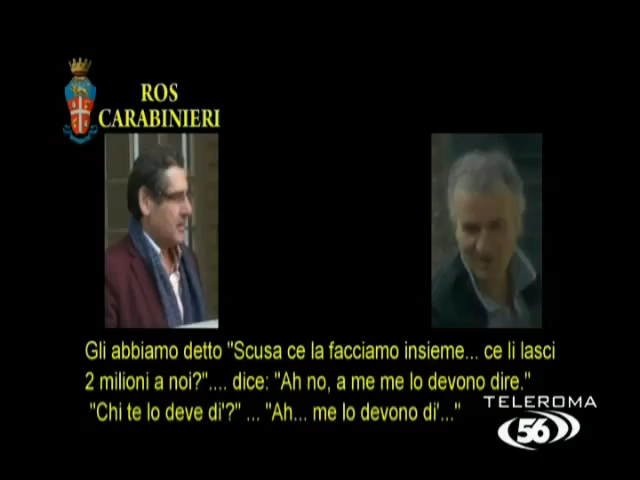 ROS
CARABINIERI
Gli abbiamo detto "Scusa ce la facciamo insieme... ce li lasci
2 milioni a noi?".... dice: "Ah no, a me me lo devono dire."
"Chi te lo deve di'?" ... "Ah... me lo devono di'..."
TELEROMA
56